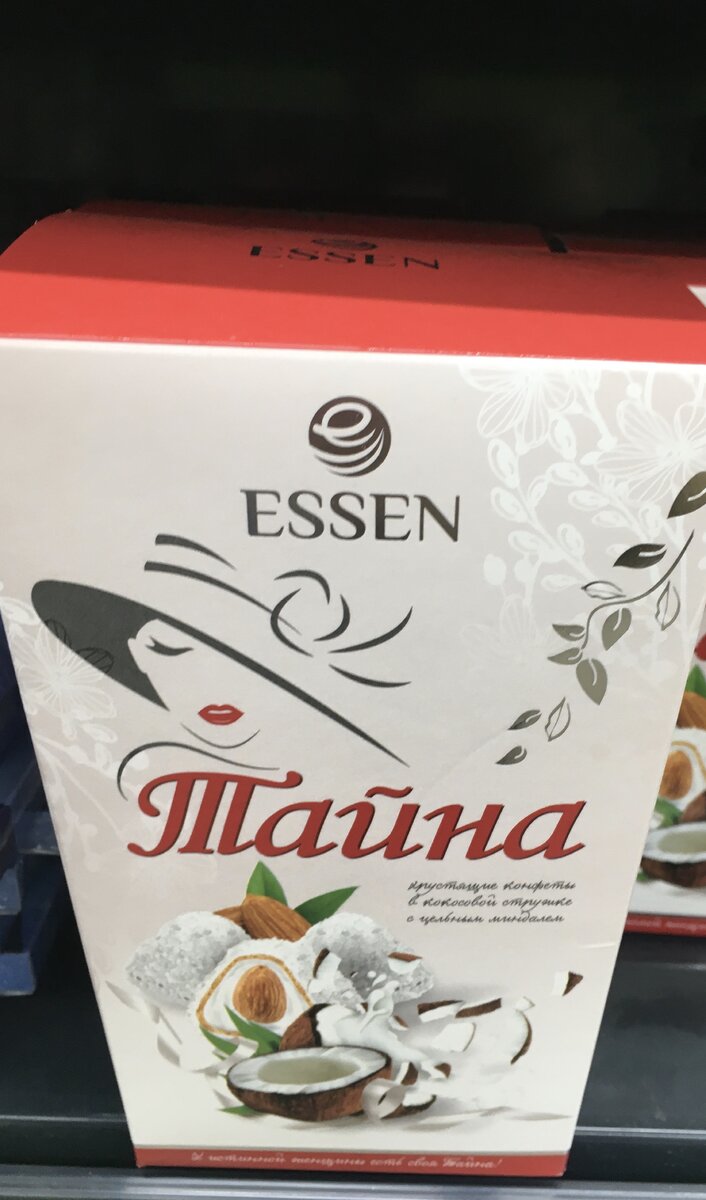 ESSEN
ESSEN
Тайна
хрустящие конфеты
в кокосовой стружке
с цельным миндалем
У истинной женщины есть своя Тайна!